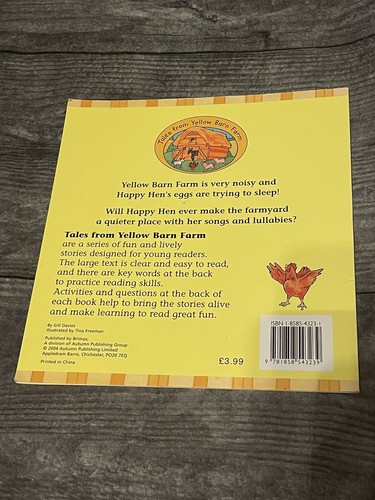 Tales from Yellow Barn Farm
Yellow Barn Farm is very noisy and
Happy Hen's eggs are trying to sleep!
Will Happy Hen ever make the farmyard
a quieter place with her songs and lullabies?
Tales from Yellow Barn Farm
are a series of fun and lively
stories designed for young readers.
The large text is clear and easy to read,
and there are key words at the back
to practice reading skills.
Activities and questions at the back of
each book help to bring the stories alive
and make learning to read great fun.
By Gill Davies
Illustrated by Tina Freeman
Published by Brimax,
A division of Autumn Publishing Group
© 2004 Autumn Publishing Limited
Appledram Barns, Chichester, PO20 7EQ
Printed in China
£3.99
ISBN 1-8585-4323-1
9 781858 543239